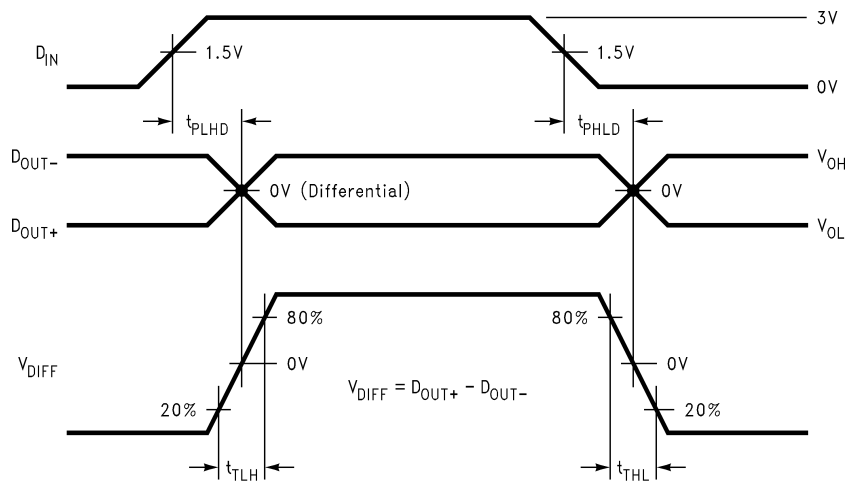 3V
D_IN 1.5V 1.5V
0V
t_PLHD t_PHLD
D_OUT- V_OH
0V (Differential) 0V
D_OUT+ V_OL
80% 80%
V_DIFF 0V 0V
V_DIFF = D_OUT+ - D_OUT-
20% 20%
t_TLH t_THL